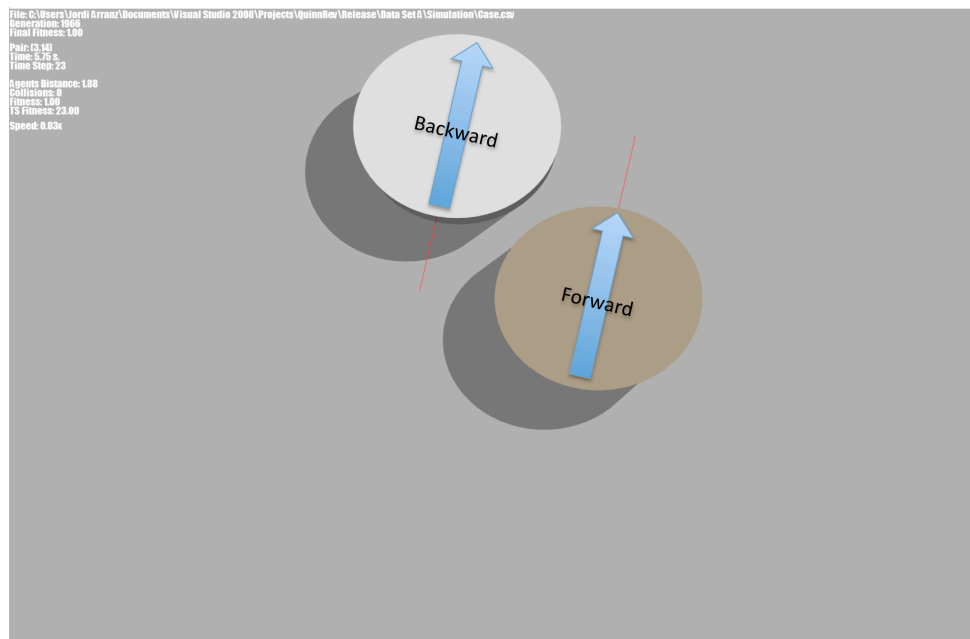 File: C:\Users\Jordi Arranz\Documents\Visual Studio 2008\Projects\QuinnRev\Release\Data Set A\Simulation\Case.csv
Generation: 1966
Final Fitness: 1.00
Pair: (3,14)
Time: 5.75 s.
Time Step: 23
Agents Distance: 1.88
Collisions: 0
Fitness: 1.00
TS Fitness: 23.00
Speed: 0.03x
Backward
Forward